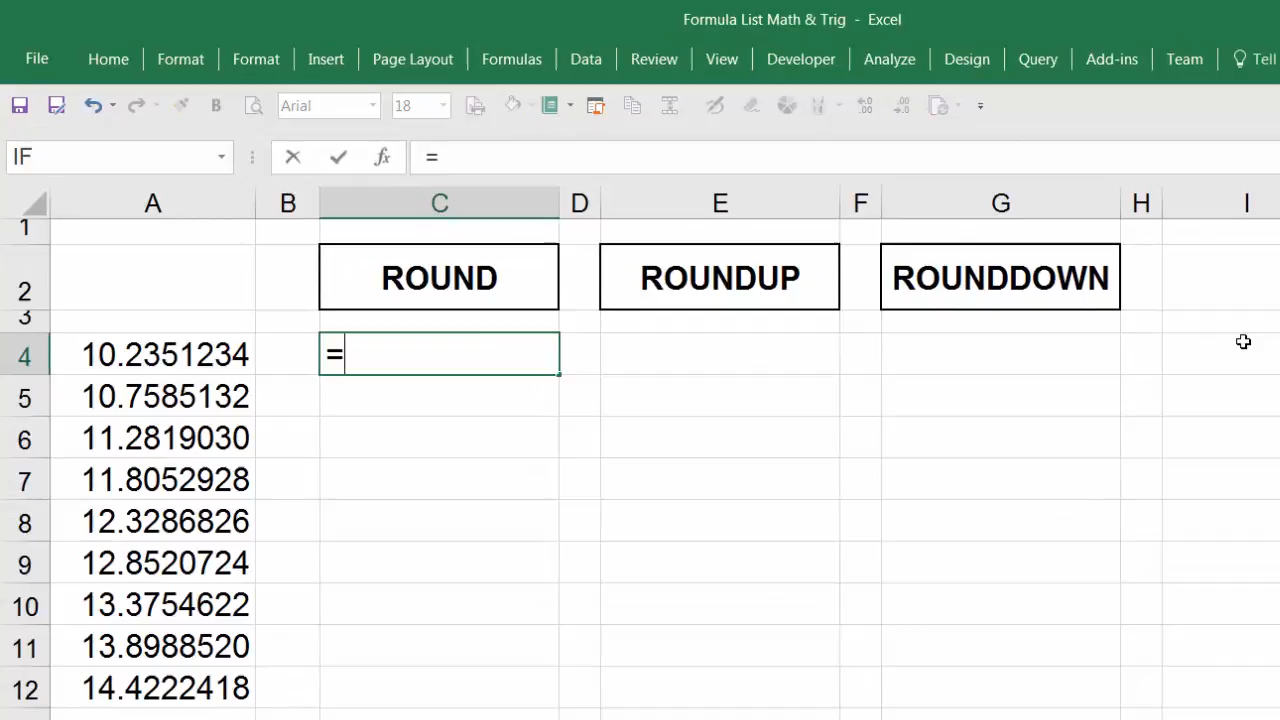 Formula List Math & Trig - Excel
File Home Format Format Insert Page Layout Formulas Data Review View Developer Analyze Design Query Add-ins Team Tell
B Arial 18
IF fx =
A B C D E F G H I
1
2 ROUND ROUNDUP ROUNDDOWN
3
4 10.2351234 =
5 10.7585132
6 11.2819030
7 11.8052928
8 12.3286826
9 12.8520724
10 13.3754622
11 13.8988520
12 14.4222418